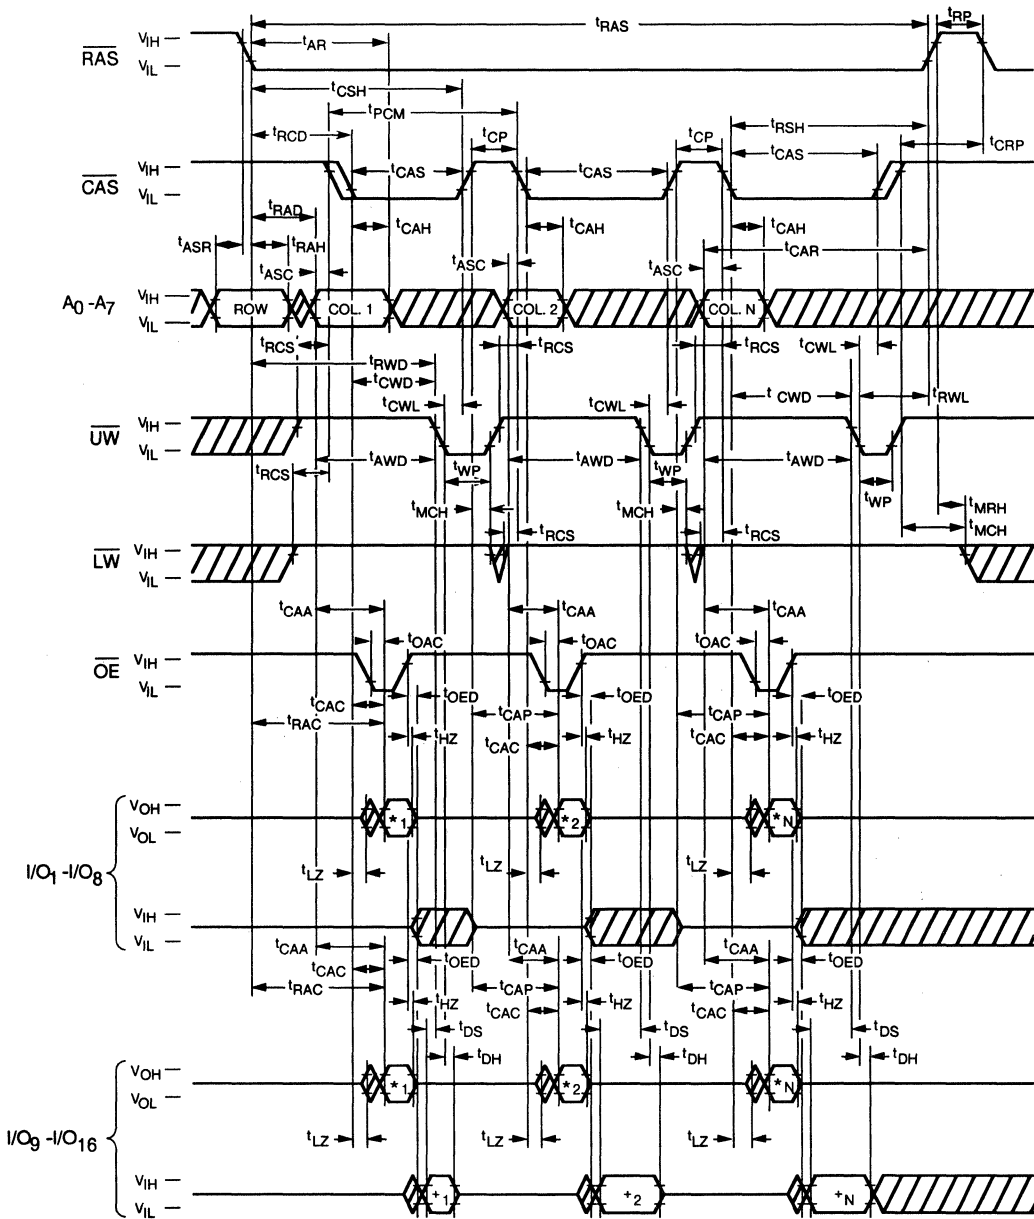 tRAS
tRP
VIH
tAR
RAS
VIL
tCSH
tPCM
tRCD
tCP
tCP
tRSH
tCRP
VIH
tCAS
tCAS
tCAS
CAS
VIL
tRAD
tCAH
tCAH
tCAH
tASR
tRAH
tCAR
tASC
tASC
tASC
A0 -A7
VIH
ROW
COL. 1
COL. 2
COL. N
VIL
tRCS
tRCS
tRCS
tCWL
tRWD
tCWD
tCWD
tRWL
tCWL
tCWL
UW
VIH
VIL
tAWD
tAWD
tAWD
tRCS
tWP
tWP
tWP
tMCH
tMCH
tMRH
tRCS
tRCS
tMCH
LW
VIH
VIL
tCAA
tCAA
tCAA
tOAC
tOAC
tOAC
OE
VIH
VIL
tCAC
tOED
tOED
tOED
tRAC
tCAP
tCAP
tHZ
tHZ
tHZ
tCAC
tCAC
VOH
*1
*2
*N
VOL
I/O1 -I/O8
tLZ
tLZ
tLZ
VIH
VIL
tCAA
tCAA
tCAA
tCAC
tOED
tOED
tOED
tRAC
tCAP
tCAP
tHZ
tHZ
tHZ
tCAC
tCAC
tDS
tDS
tDS
tDH
tDH
tDH
VOH
*1
*2
*N
VOL
I/O9 -I/O16
tLZ
tLZ
tLZ
VIH
+1
+2
+N
VIL